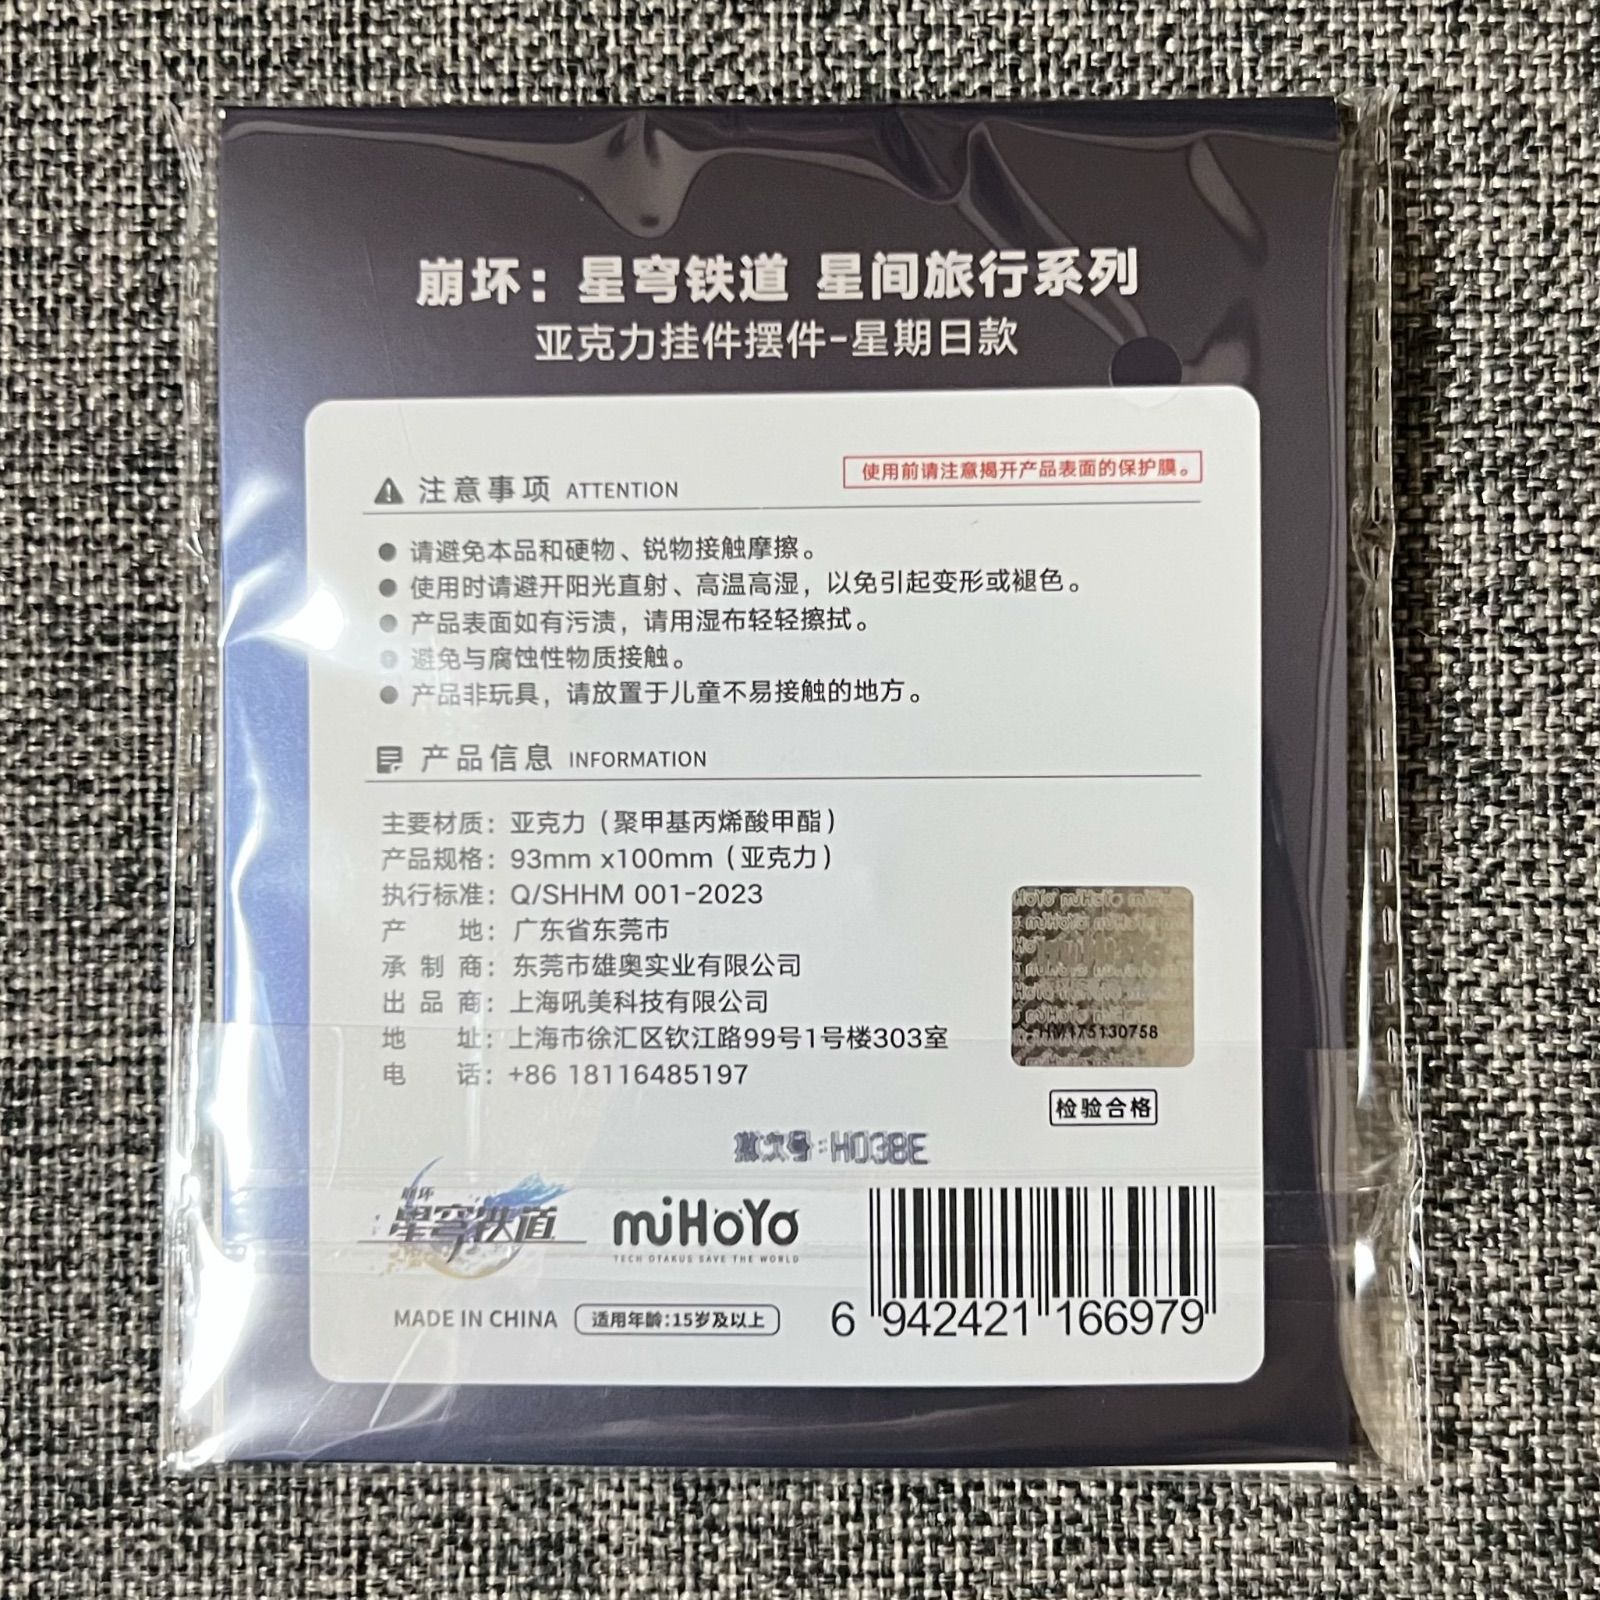 崩坏：星穹铁道 星间旅行系列
亚克力挂件摆件-星期日款
注意事项 ATTENTION
使用前请注意揭开产品表面的保护膜。
请避免本品和硬物、锐物接触摩擦。
使用时请避开阳光直射、高温高湿，以免引起变形或褪色。
产品表面如有污渍，请用湿布轻轻擦拭。
避免与腐蚀性物质接触。
产品非玩具，请放置于儿童不易接触的地方。
产品信息 INFORMATION
主要材质：亚克力（聚甲基丙烯酸甲酯）
产品规格：93mm x100mm（亚克力）
执行标准：Q/SHHM 001-2023
产 地：广东省东莞市
承制商：东莞市雄奥实业有限公司
出品商：上海吼美科技有限公司
地 址：上海市徐汇区钦江路99号1号楼303室
电 话：+86 18116485197
HM175130758
检验合格
批次号:H03BE
崩坏
星穹铁道
miHoYo
TECH OTAKUS SAVE THE WORLD
MADE IN CHINA
适用年龄:15岁及以上
6 942421 166979